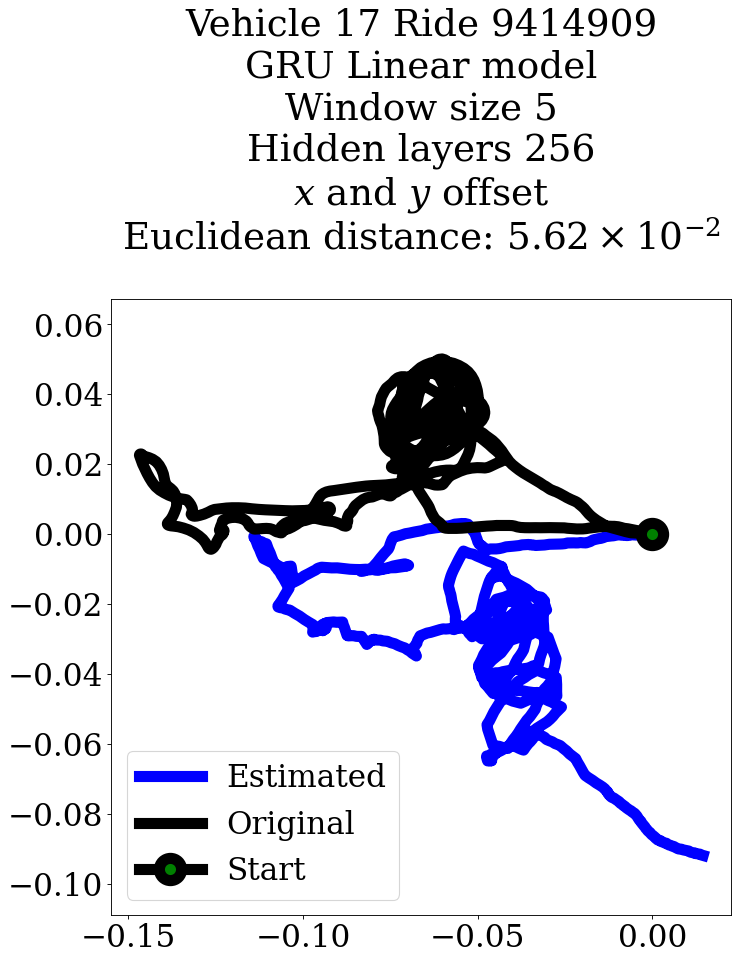 Vehicle 17 Ride 9414909
GRU Linear model
Window size 5
Hidden layers 256
x and y offset
Euclidean distance: 5.62 × 10⁻²
0.06
0.04
0.02
0.00
−0.02
−0.04
−0.06
−0.08
−0.10
Estimated
Original
Start
−0.15
−0.10
−0.05
0.00